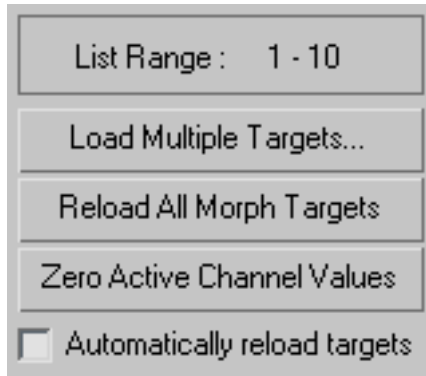 List Range :    1 - 10
Load Multiple Targets...
Reload All Morph Targets
Zero Active Channel Values
Automatically reload targets